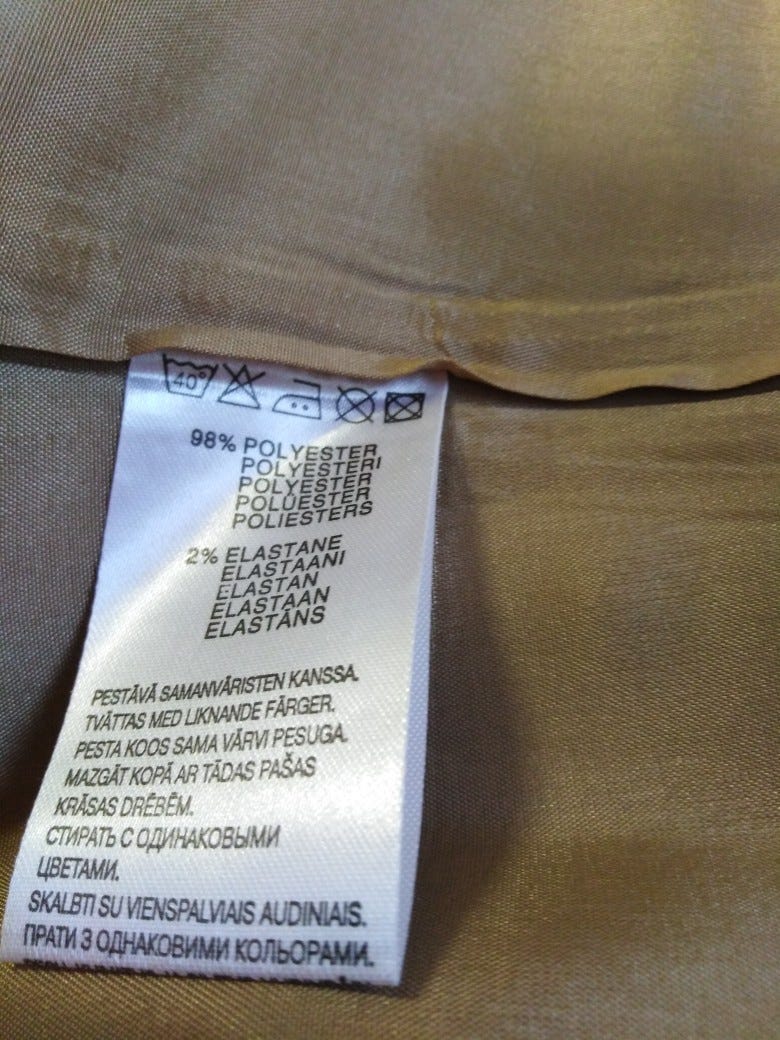 40°
98% POLYESTER
POLYESTERI
POLYESTER
POLÜESTER
POLIESTERS
2% ELASTANE
ELASTAANI
ELASTAN
ELASTAAN
ELASTĀNS
PESTÄVÄ SAMANVÄRISTEN KANSSA.
TVÄTTAS MED LIKNANDE FÄRGER.
PESTA KOOS SAMA VÄRVI PESUGA.
MAZGĀT KOPĀ AR TĀDAS PAŠAS
KRĀSAS DRĒBĒM.
СТИРАТЬ С ОДИНАКОВЫМИ
ЦВЕТАМИ.
SKALBTI SU VIENSPALVIAIS AUDINIAIS.
ПРАТИ З ОДНАКОВИМИ КОЛЬОРАМИ.